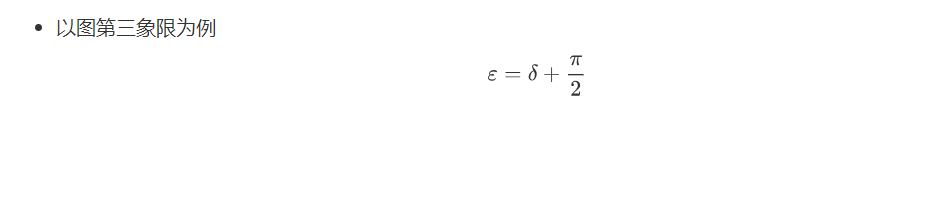 • 以图第三象限为例
ε = δ + π/2